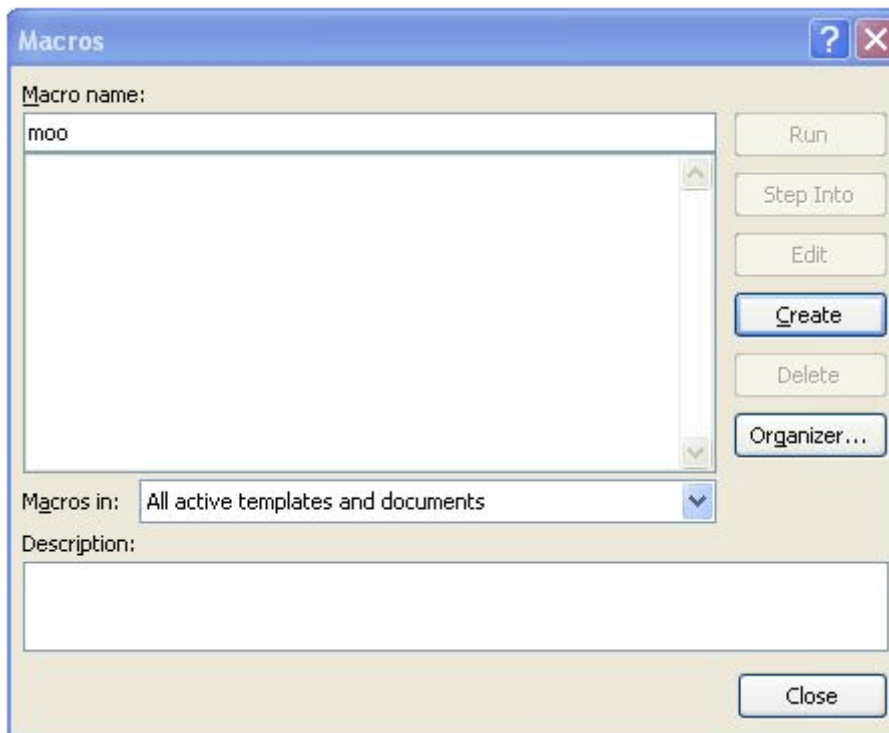 Macros
Macro name:
moo
Run
Step Into
Edit
Create
Delete
Organizer...
Macros in: All active templates and documents
Description:
Close